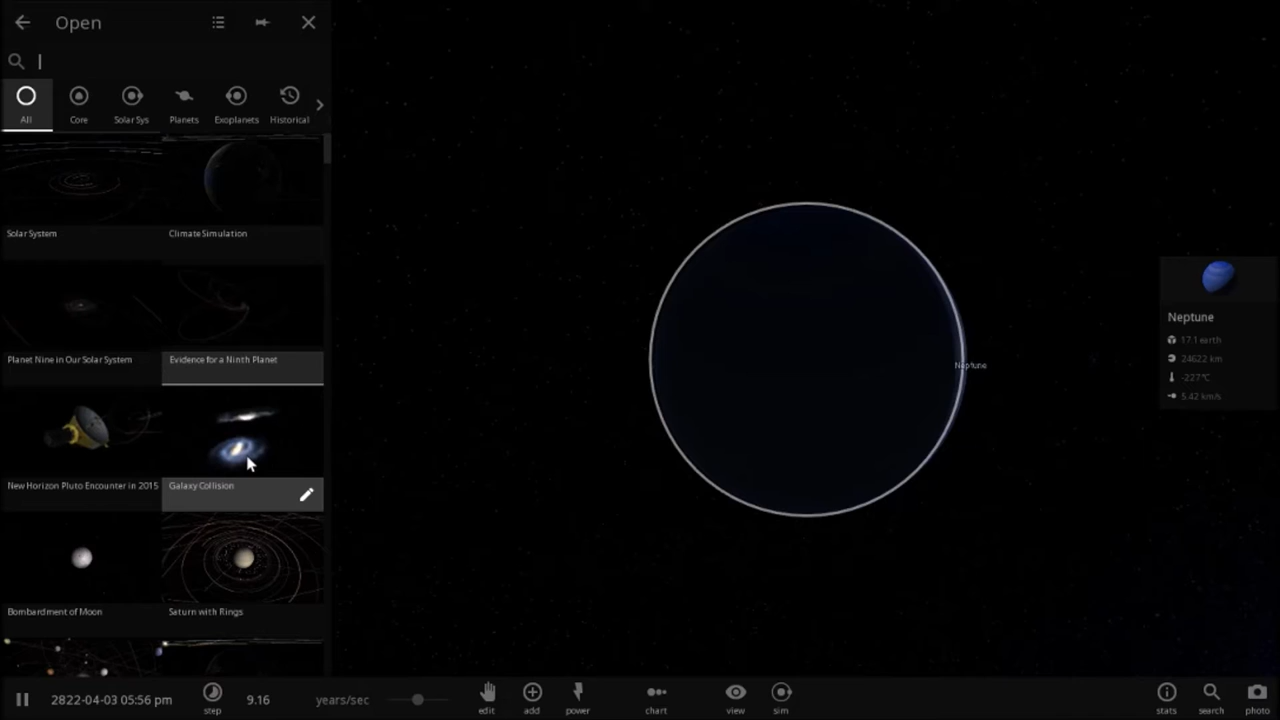 Open
All
Core
Solar Sys
Planets
Exoplanets
Historical
Solar System
Climate Simulation
Planet Nine in Our Solar System
Evidence for a Ninth Planet
New Horizon Pluto Encounter in 2015
Galaxy Collision
Bombardment of Moon
Saturn with Rings
Neptune
Neptune
17.1 earth
24622 km
-227°C
5.42 km/s
2822-04-03 05:56 pm
step
9.16
years/sec
edit
add
power
chart
view
sim
stats
search
photo